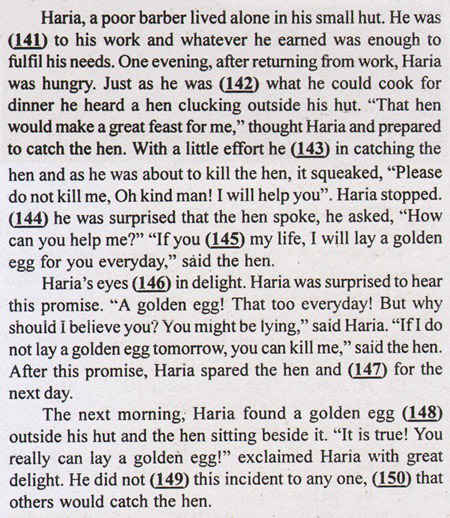 Haria, a poor barber lived alone in his small hut. He was
(141) to his work and whatever he earned was enough to
fulfil his needs. One evening, after returning from work, Haria
was hungry. Just as he was (142) what he could cook for
dinner he heard a hen clucking outside his hut. “That hen
would make a great feast for me,” thought Haria and prepared
to catch the hen. With a little effort he (143) in catching the
hen and as he was about to kill the hen, it squeaked, “Please
do not kill me, Oh kind man! I will help you”. Haria stopped.
(144) he was surprised that the hen spoke, he asked, “How
can you help me?” “If you (145) my life, I will lay a golden
egg for you everyday,” said the hen.
Haria’s eyes (146) in delight. Haria was surprised to hear
this promise. “A golden egg! That too everyday! But why
should I believe you? You might be lying,” said Haria. “If I do
not lay a golden egg tomorrow, you can kill me,” said the hen.
After this promise, Haria spared the hen and (147) for the
next day.
The next morning, Haria found a golden egg (148)
outside his hut and the hen sitting beside it. “It is true! You
really can lay a golden egg!” exclaimed Haria with great
delight. He did not (149) this incident to any one, (150) that
others would catch the hen.